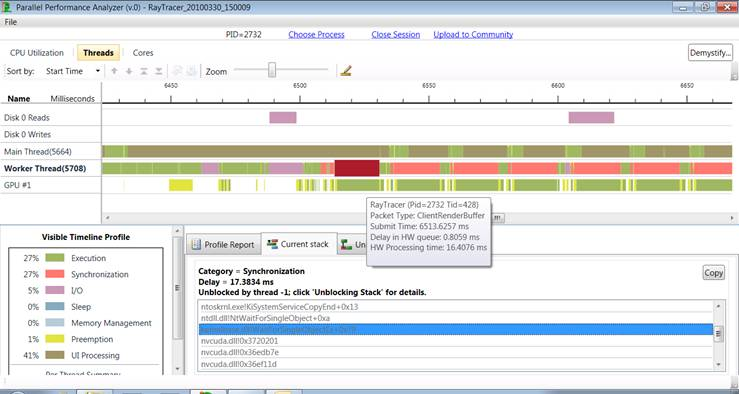 Parallel Performance Analyzer (v.0) - RayTracer_20100330_150009
File
PID=2732 Choose Process Close Session Upload to Community
CPU Utilization Threads Cores Demystify...
Sort by: Start Time Zoom
Name Milliseconds 6450 6500 6550 6600 6650
Disk 0 Reads
Disk 0 Writes
Main Thread(5664)
Worker Thread(5708)
GPU #1
RayTracer (Pid=2732 Tid=428)
Packet Type: ClientRenderBuffer
Submit Time: 6513.6257 ms
Delay in HW queue: 0.8059 ms
HW Processing time: 16.4076 ms
Visible Timeline Profile
27% Execution
27% Synchronization
5% I/O
0% Sleep
0% Memory Management
1% Preemption
41% UI Processing
Per Thread Summary
Profile Report Current stack Un
Category = Synchronization
Delay = 17.3834 ms
Unblocked by thread -1; click 'Unblocking Stack' for details.
Copy
ntoskrnl.exe!KiSystemServiceCopyEnd+0x13
ntdll.dll!NtWaitForSingleObject+0xa
nvcuda.dll!0x3720201
nvcuda.dll!0x36edb7e
nvcuda.dll!0x36ef11d